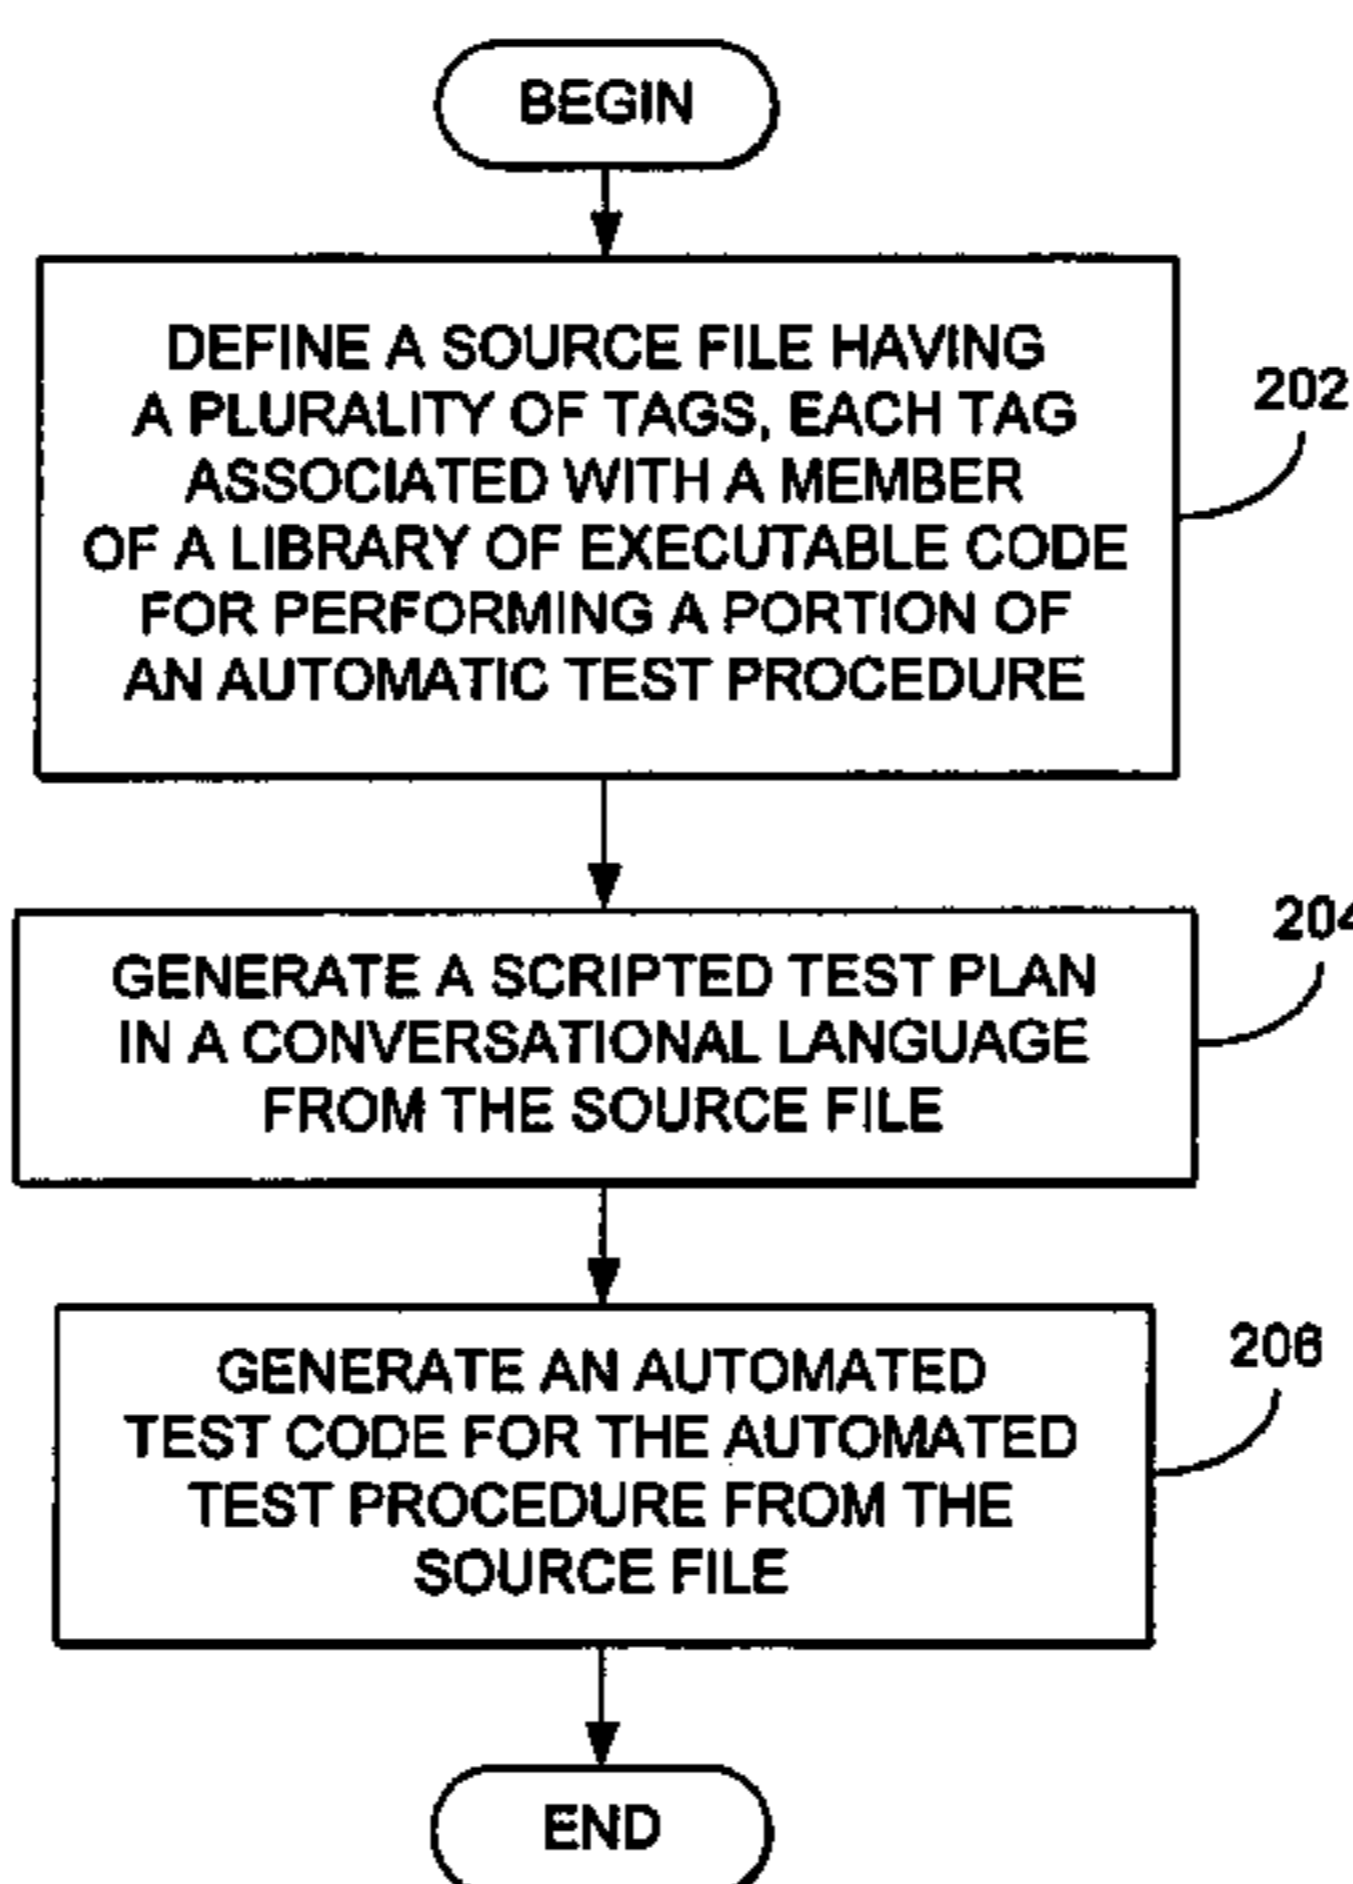 BEGIN
DEFINE A SOURCE FILE HAVING
A PLURALITY OF TAGS, EACH TAG
ASSOCIATED WITH A MEMBER
OF A LIBRARY OF EXECUTABLE CODE
FOR PERFORMING A PORTION OF
AN AUTOMATIC TEST PROCEDURE
202
GENERATE A SCRIPTED TEST PLAN
IN A CONVERSATIONAL LANGUAGE
FROM THE SOURCE FILE
204
GENERATE AN AUTOMATED
TEST CODE FOR THE AUTOMATED
TEST PROCEDURE FROM THE
SOURCE FILE
206
END